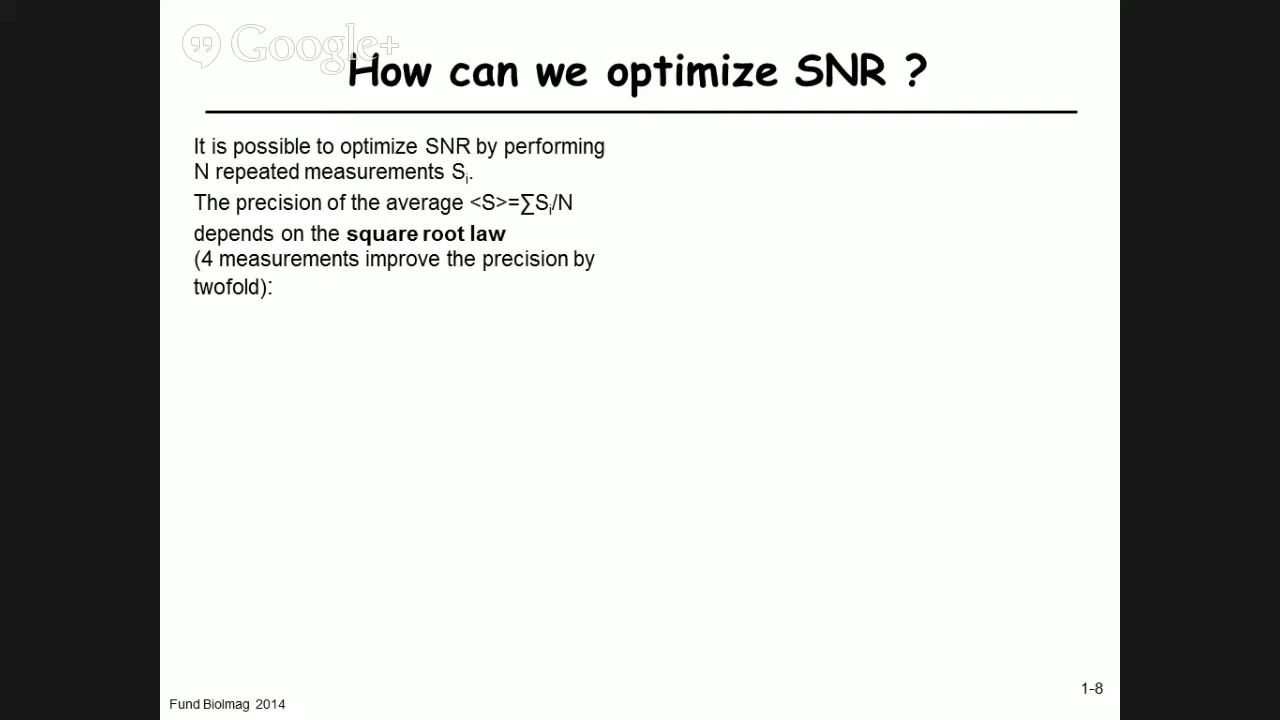 Google+
How can we optimize SNR ?
It is possible to optimize SNR by performing
N repeated measurements Si.
The precision of the average <S>=∑Si/N
depends on the square root law
(4 measurements improve the precision by
twofold):
1-8
Fund BioImag 2014